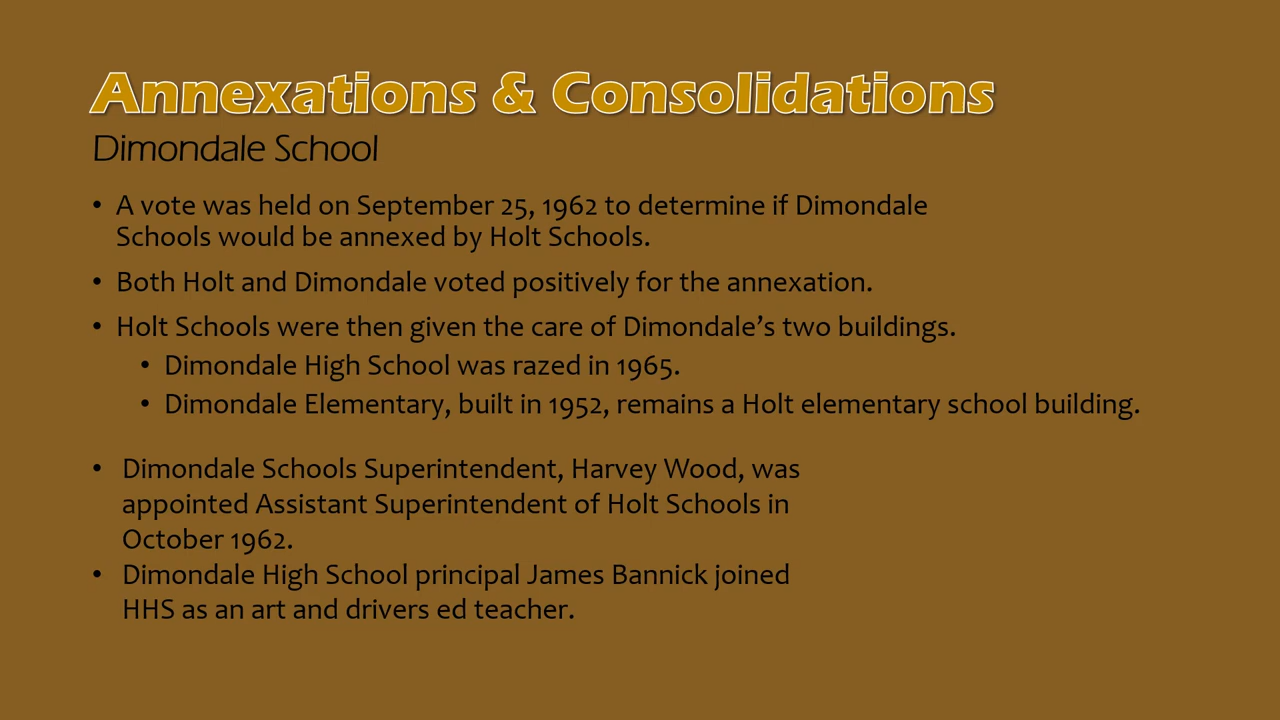 Annexations & Consolidations
Dimondale School
• A vote was held on September 25, 1962 to determine if Dimondale
Schools would be annexed by Holt Schools.
• Both Holt and Dimondale voted positively for the annexation.
• Holt Schools were then given the care of Dimondale’s two buildings.
• Dimondale High School was razed in 1965.
• Dimondale Elementary, built in 1952, remains a Holt elementary school building.
• Dimondale Schools Superintendent, Harvey Wood, was
appointed Assistant Superintendent of Holt Schools in
October 1962.
• Dimondale High School principal James Bannick joined
HHS as an art and drivers ed teacher.